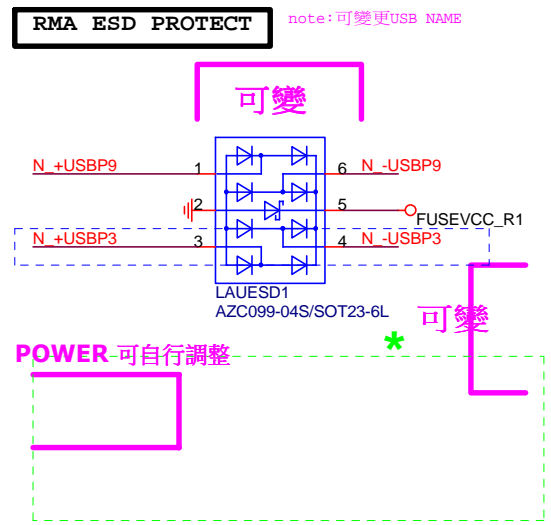 RMA ESD PROTECT
note:可變更USB NAME
可變
N_+USBP9 1 6 N_-USBP9
2 5 FUSEVCC_R1
N_+USBP3 3 4 N_-USBP3
LAUESD1
AZC099-04S/SOT23-6L
可變
*
POWER 可自行調整